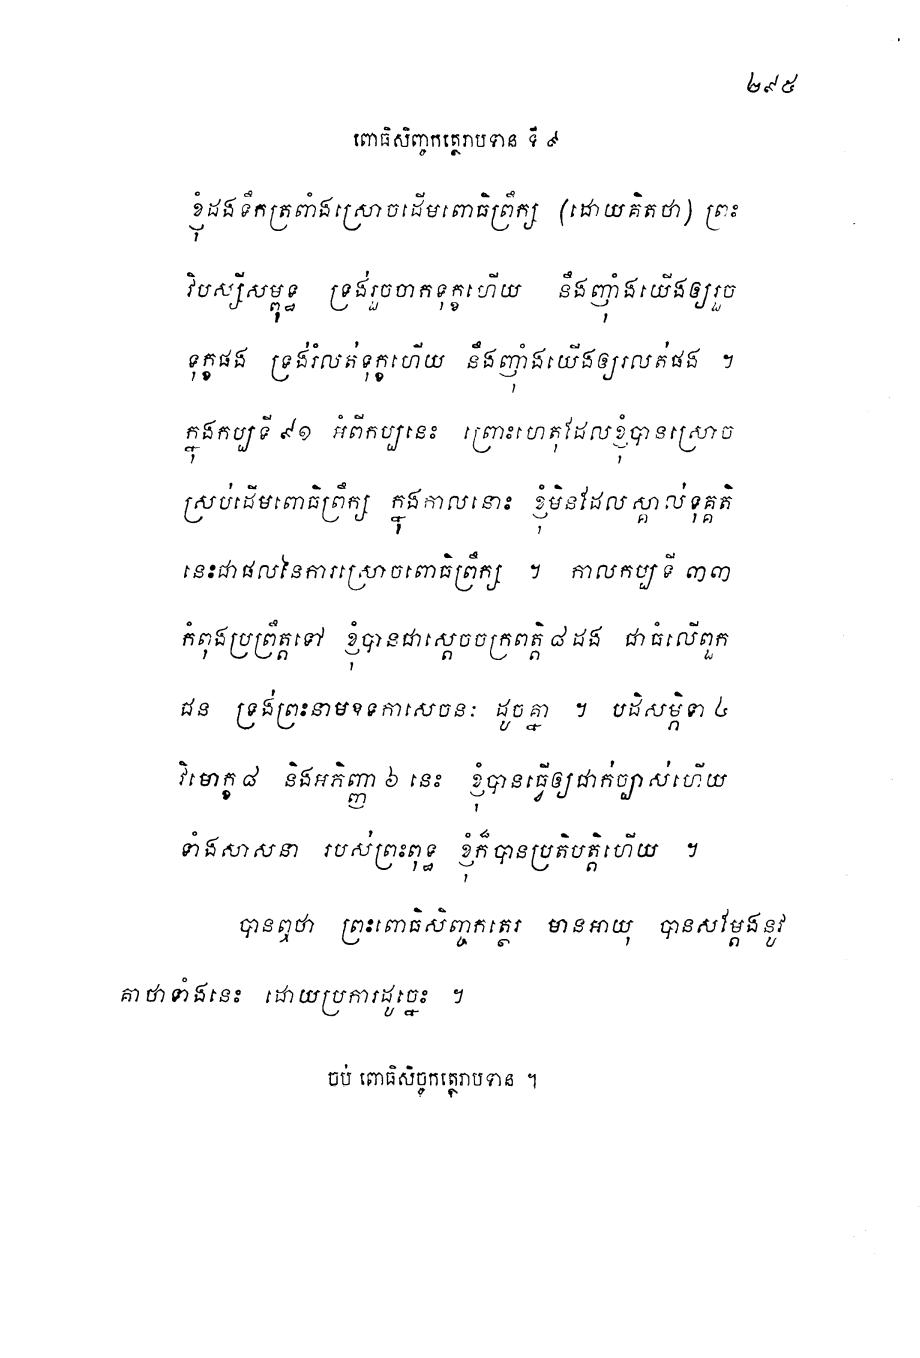 ២៩៥
ពោធិសិញ្ចកត្ថេរាបទាន ទី ៩
ខ្ញុំដងទឹកត្រពាំងស្រោចដើមពោធិព្រឹក្ស (ដោយគិតថា) ព្រះ
វិបស្សីសម្ពុទ្ធ ទ្រង់រួចចាកទុក្ខហើយ នឹងញ៉ាំងយើងឲ្យរួច
ទុក្ខផង ទ្រង់រំលត់ទុក្ខហើយ នឹងញ៉ាំងយើងឲ្យរលត់ផង ។
ក្នុងកប្បទី ៩១ អំពីកប្បនេះ ព្រោះហេតុដែលខ្ញុំបានស្រោច
ស្រប់ដើមពោធិព្រឹក្ស ក្នុងកាលនោះ ខ្ញុំមិនដែលស្គាល់ទុគ្គតិ
នេះជាផលនៃការស្រោចពោធិព្រឹក្ស ។ កាលកប្បទី ៣៣
កំពុងប្រព្រឹត្តទៅ ខ្ញុំបានជាស្តេចចក្រពត្តិ ៨ ដង ជាធំលើពួក
ជន ទ្រង់ព្រះនាមឧទកាសេចនៈ ដូចគ្នា ។ បដិសម្ភិទា ៤
វិមោក្ខ ៨ និងអភិញ្ញា ៦ នេះ ខ្ញុំបានធ្វើឲ្យជាក់ច្បាស់ហើយ
ទាំងសាសនា របស់ព្រះពុទ្ធ ខ្ញុំក៏បានប្រតិបត្តិហើយ ។
បានឮថា ព្រះពោធិសិញ្ចកត្ថេរ មានអាយុ បានសម្តែងនូវ
គាថាទាំងនេះ ដោយប្រការដូច្នេះ ។
ចប់ ពោធិសិច្ចកត្ថេរាបទាន ។